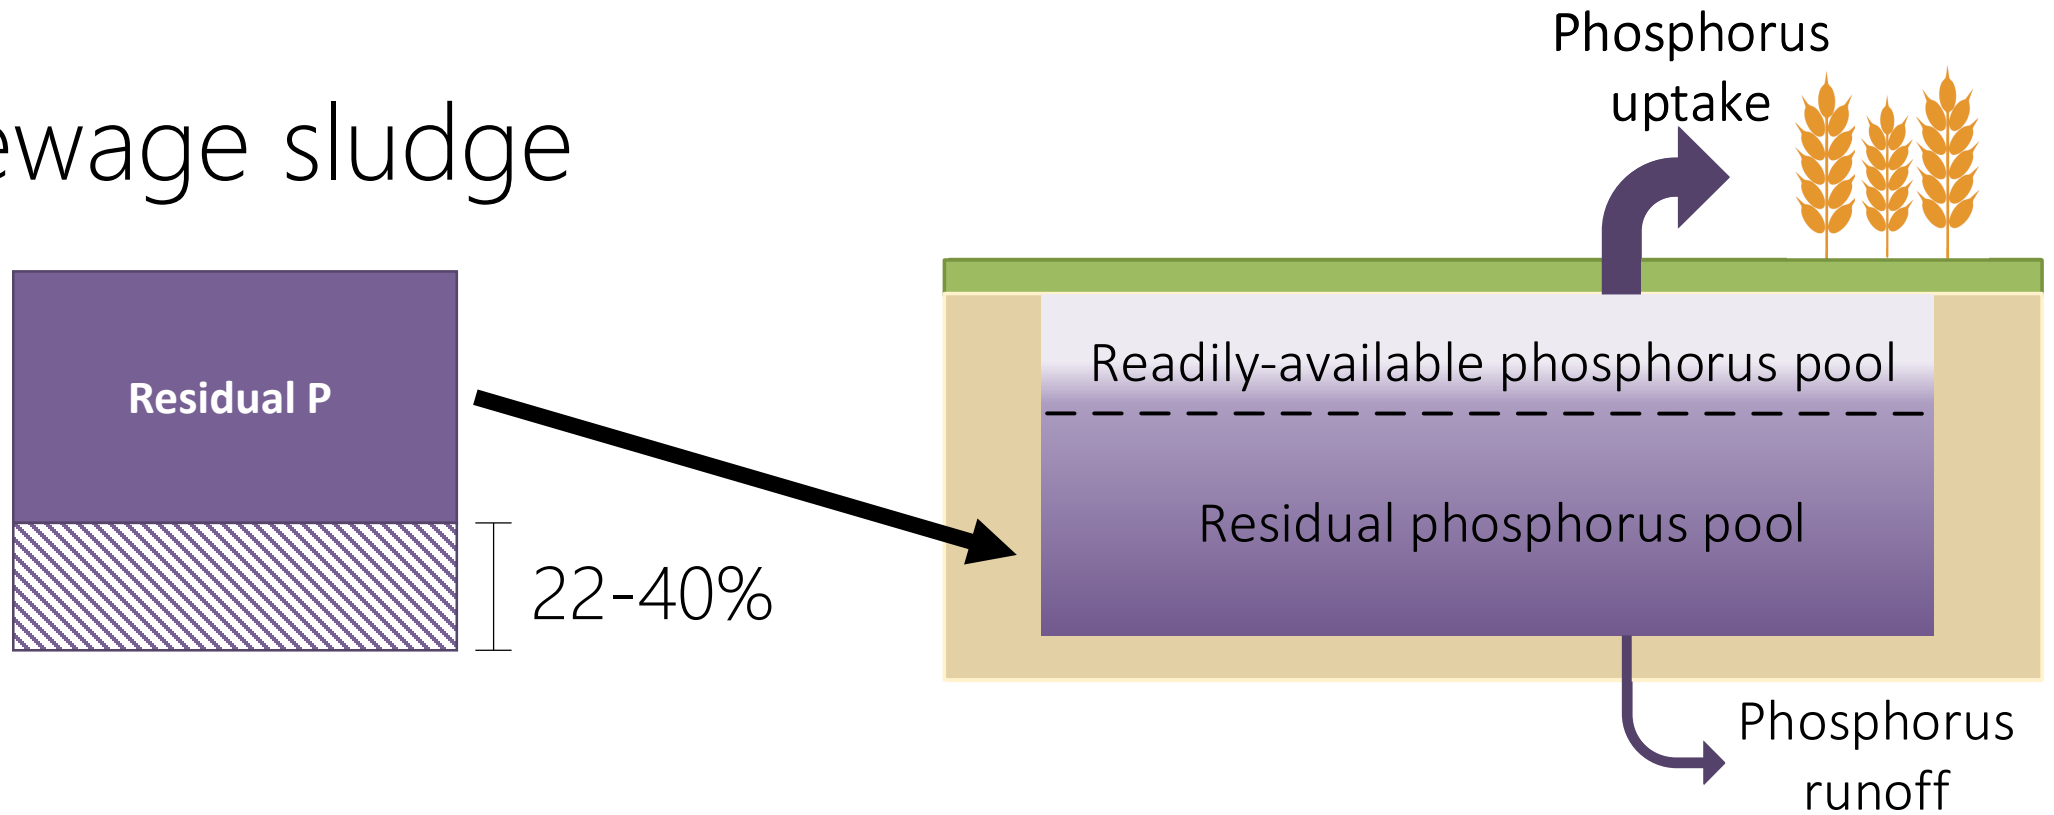 ewage sludge
Residual P
22-40%
Phosphorus
uptake
Readily-available phosphorus pool
Residual phosphorus pool
Phosphorus
runoff